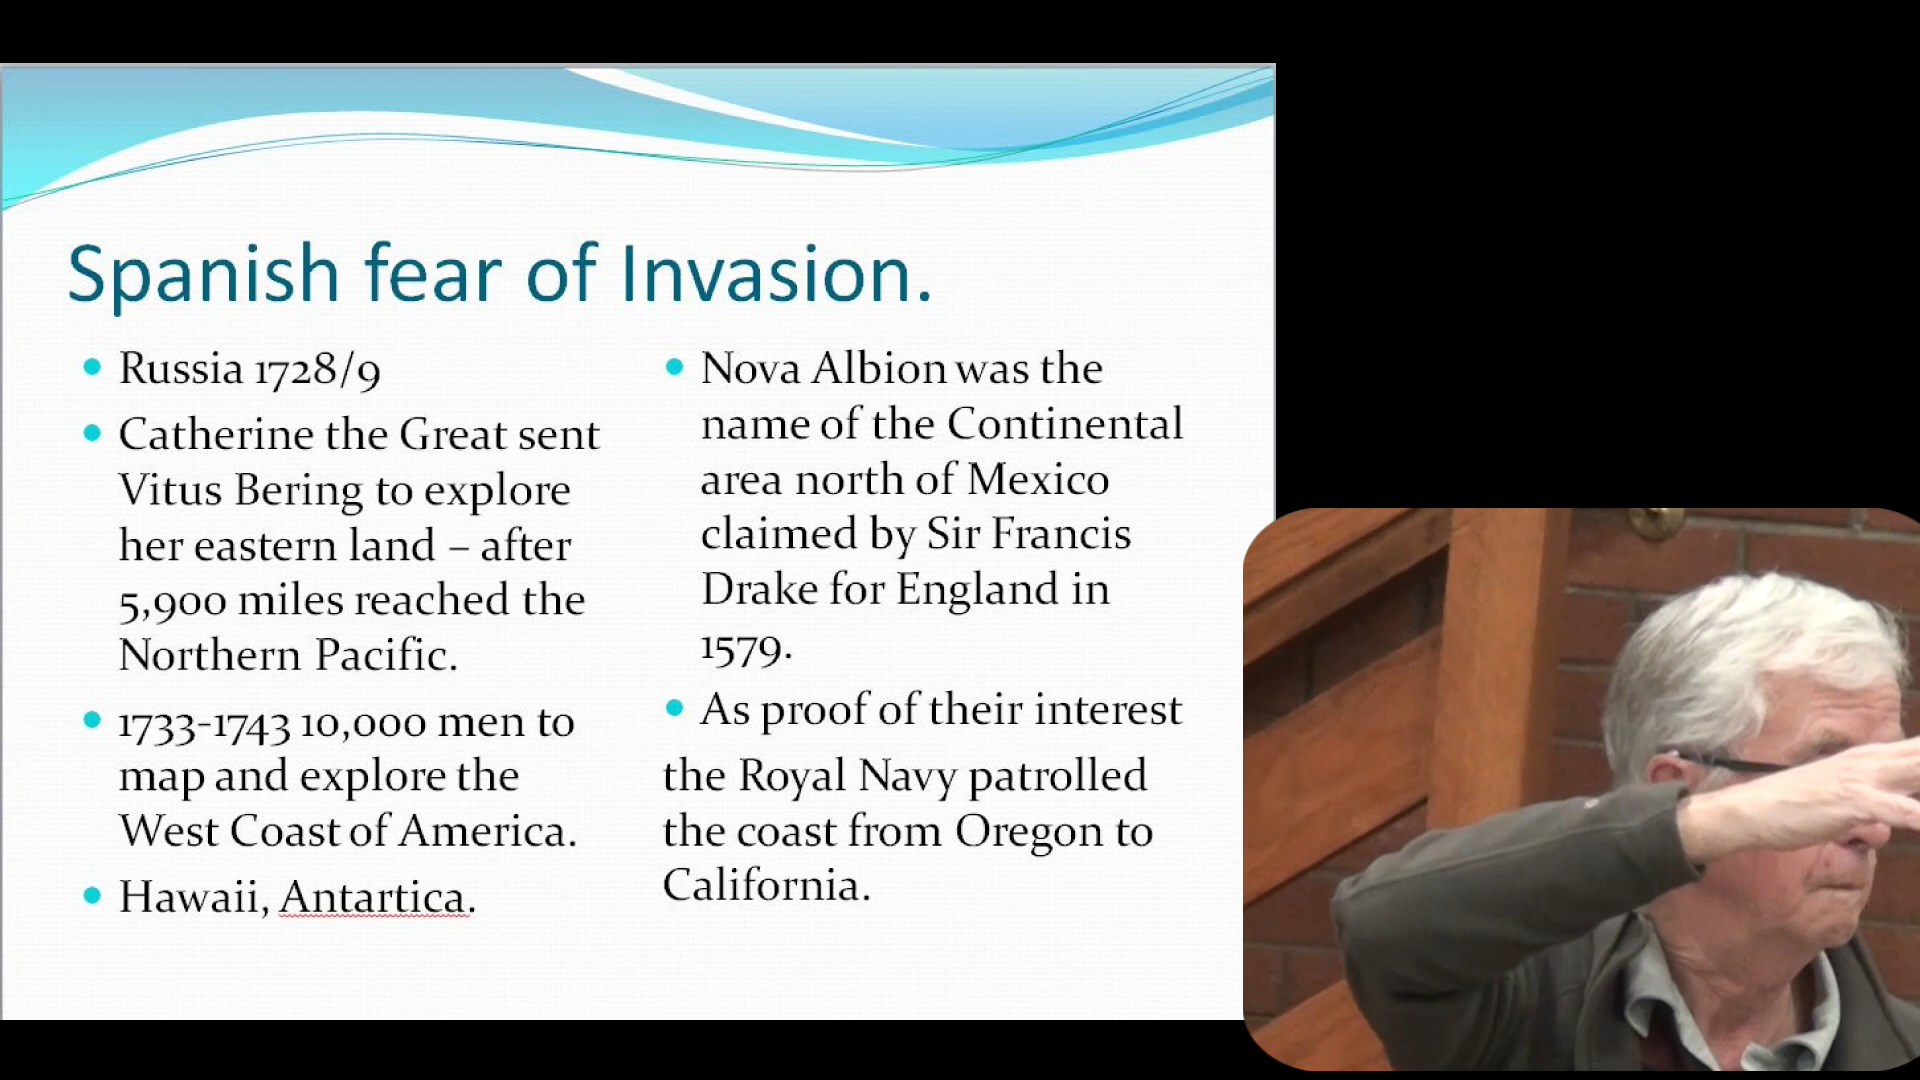 Spanish fear of Invasion.
Russia 1728/9
Catherine the Great sent
Vitus Bering to explore
her eastern land – after
5,900 miles reached the
Northern Pacific.
1733-1743 10,000 men to
map and explore the
West Coast of America.
Hawaii, Antartica.
Nova Albion was the
name of the Continental
area north of Mexico
claimed by Sir Francis
Drake for England in
1579.
As proof of their interest
the Royal Navy patrolled
the coast from Oregon to
California.